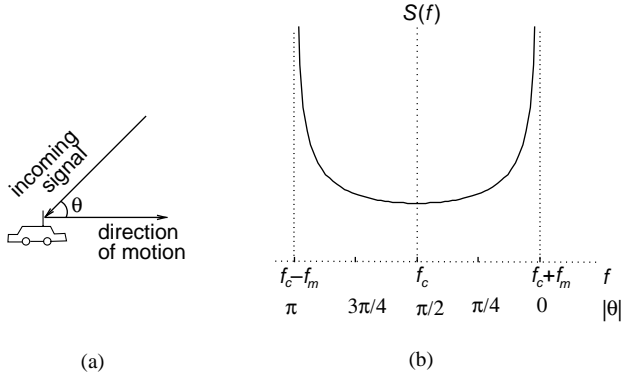 incoming
signal
θ
direction
of motion
(a)
S(f)
f_c–f_m f_c f_c+f_m f
π 3π/4 π/2 π/4 0 |θ|
(b)